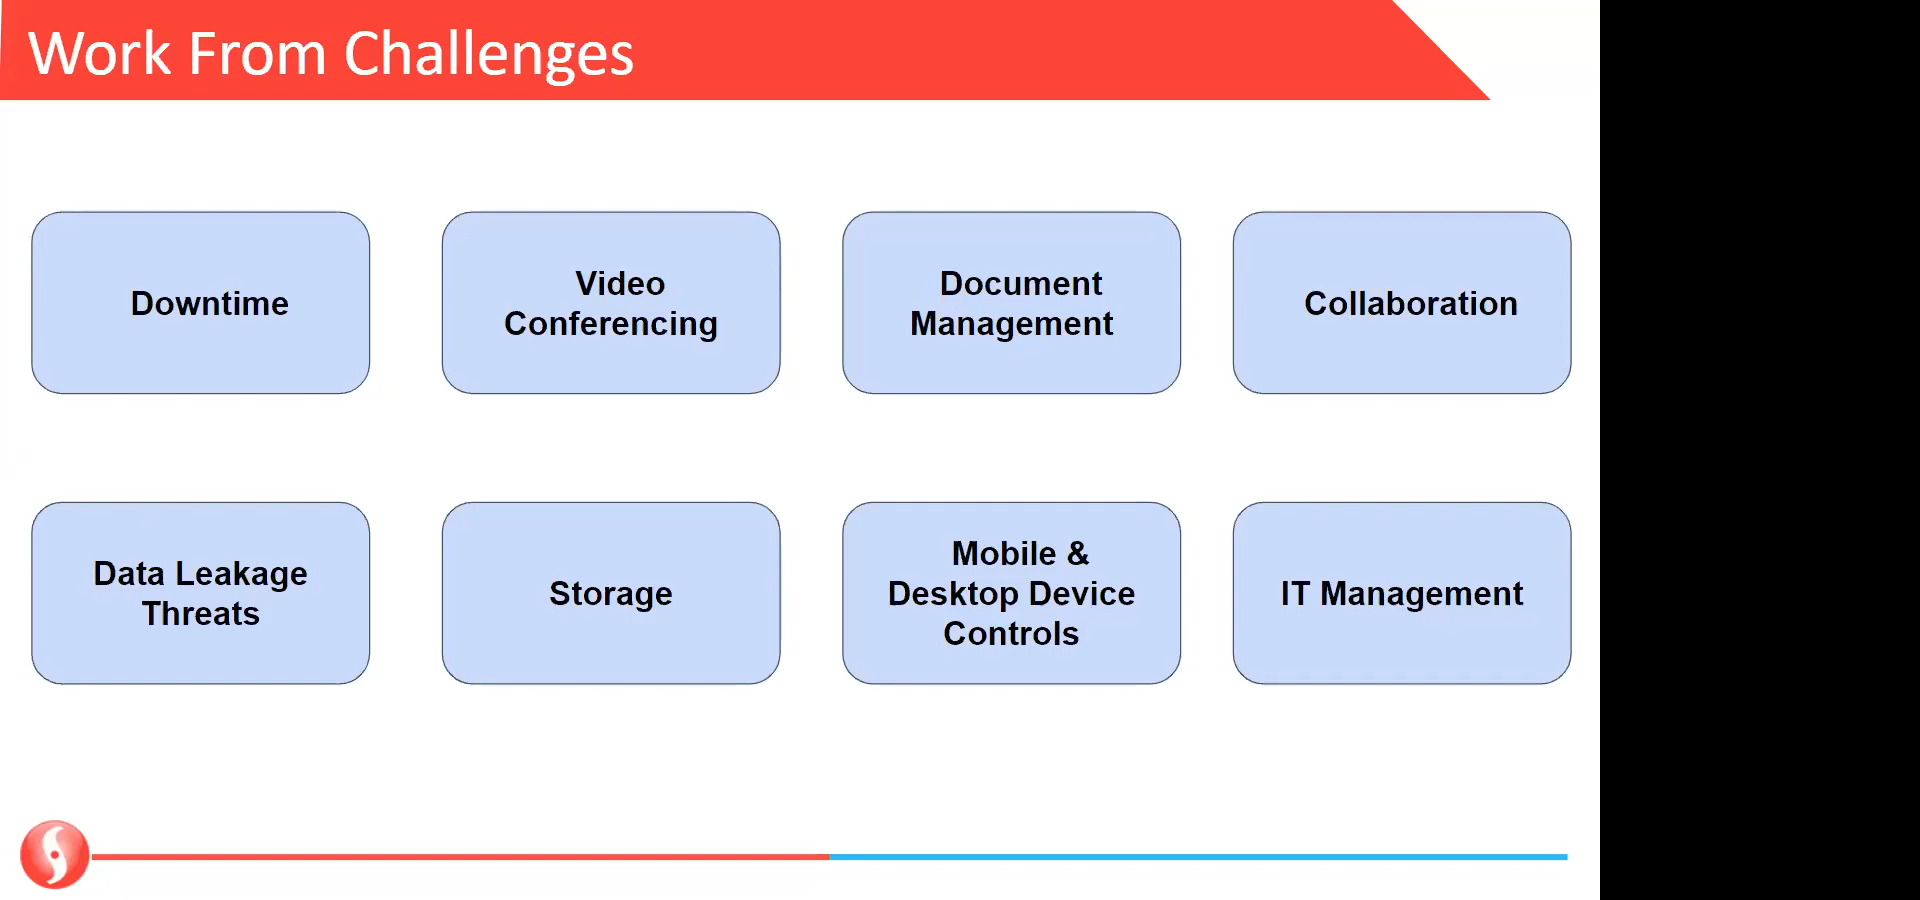 Work From Challenges
Downtime
Video
Conferencing
Document
Management
Collaboration
Data Leakage
Threats
Storage
Mobile &
Desktop Device
Controls
IT Management